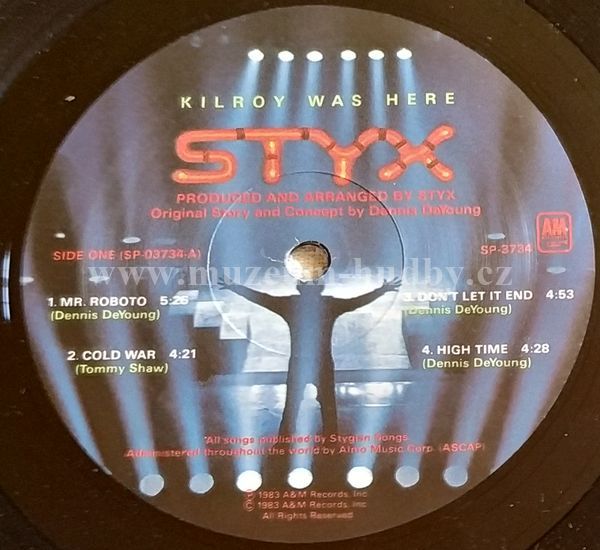 KILROY WAS HERE
STYX
PRODUCED AND ARRANGED BY STYX
Original Story and Concept by Dennis DeYoung
SIDE ONE (SP-03734-A)
A&M
RECORDS
SP-3734
www.muzeum-hudby.cz
1. MR. ROBOTO 5:26
(Dennis DeYoung)
2. COLD WAR 4:21
(Tommy Shaw)
3. DON'T LET IT END 4:53
(Dennis DeYoung)
4. HIGH TIME 4:28
(Dennis DeYoung)
All songs published by Stygian Songs
Administered throughout the world by Almo Music Corp. (ASCAP)
Ⓟ 1983 A&M Records, Inc.
© 1983 A&M Records, Inc.
All Rights Reserved